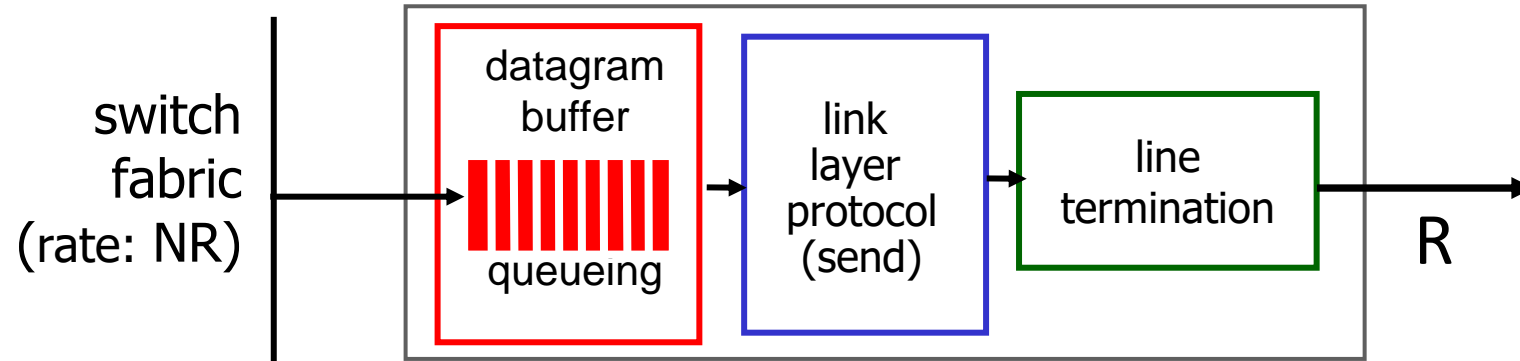 switch
fabric
(rate: NR)
datagram
buffer
queueing
link
layer
protocol
(send)
line
termination
R